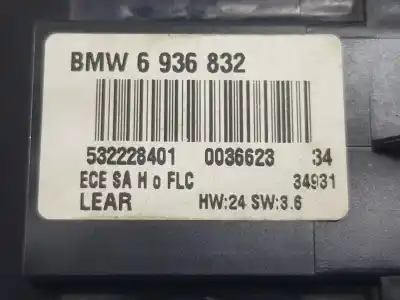 BMW 6 936 832
532228401 0036623 34
ECE SA H o FLC 34931
LEAR HW:24 SW:3.6